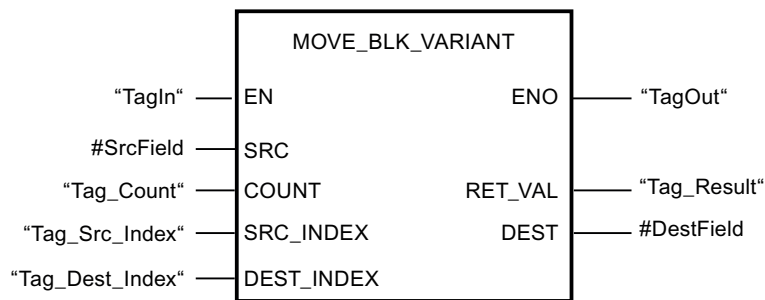 MOVE_BLK_VARIANT
“TagIn“ EN ENO “TagOut“
#SrcField SRC
“Tag_Count“ COUNT RET_VAL “Tag_Result“
“Tag_Src_Index“ SRC_INDEX DEST #DestField
“Tag_Dest_Index“ DEST_INDEX